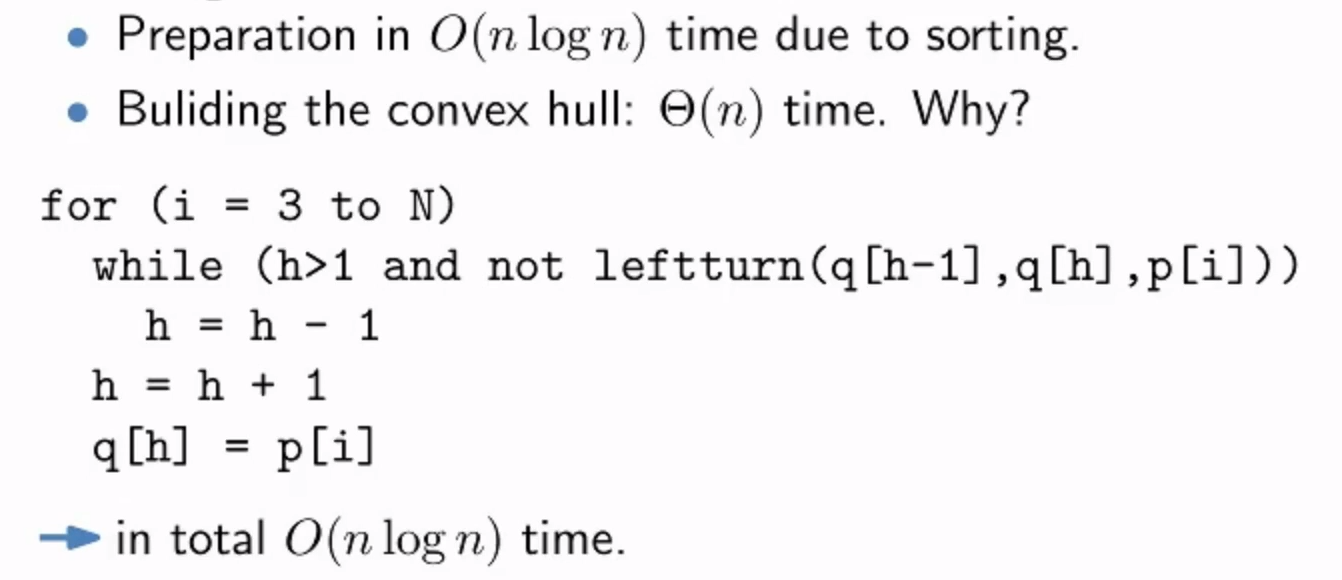 • Preparation in O(n log n) time due to sorting.
• Buliding the convex hull: Θ(n) time. Why?
for (i = 3 to N)
  while (h>1 and not leftturn(q[h-1],q[h],p[i]))
    h = h - 1
  h = h + 1
  q[h] = p[i]
→ in total O(n log n) time.